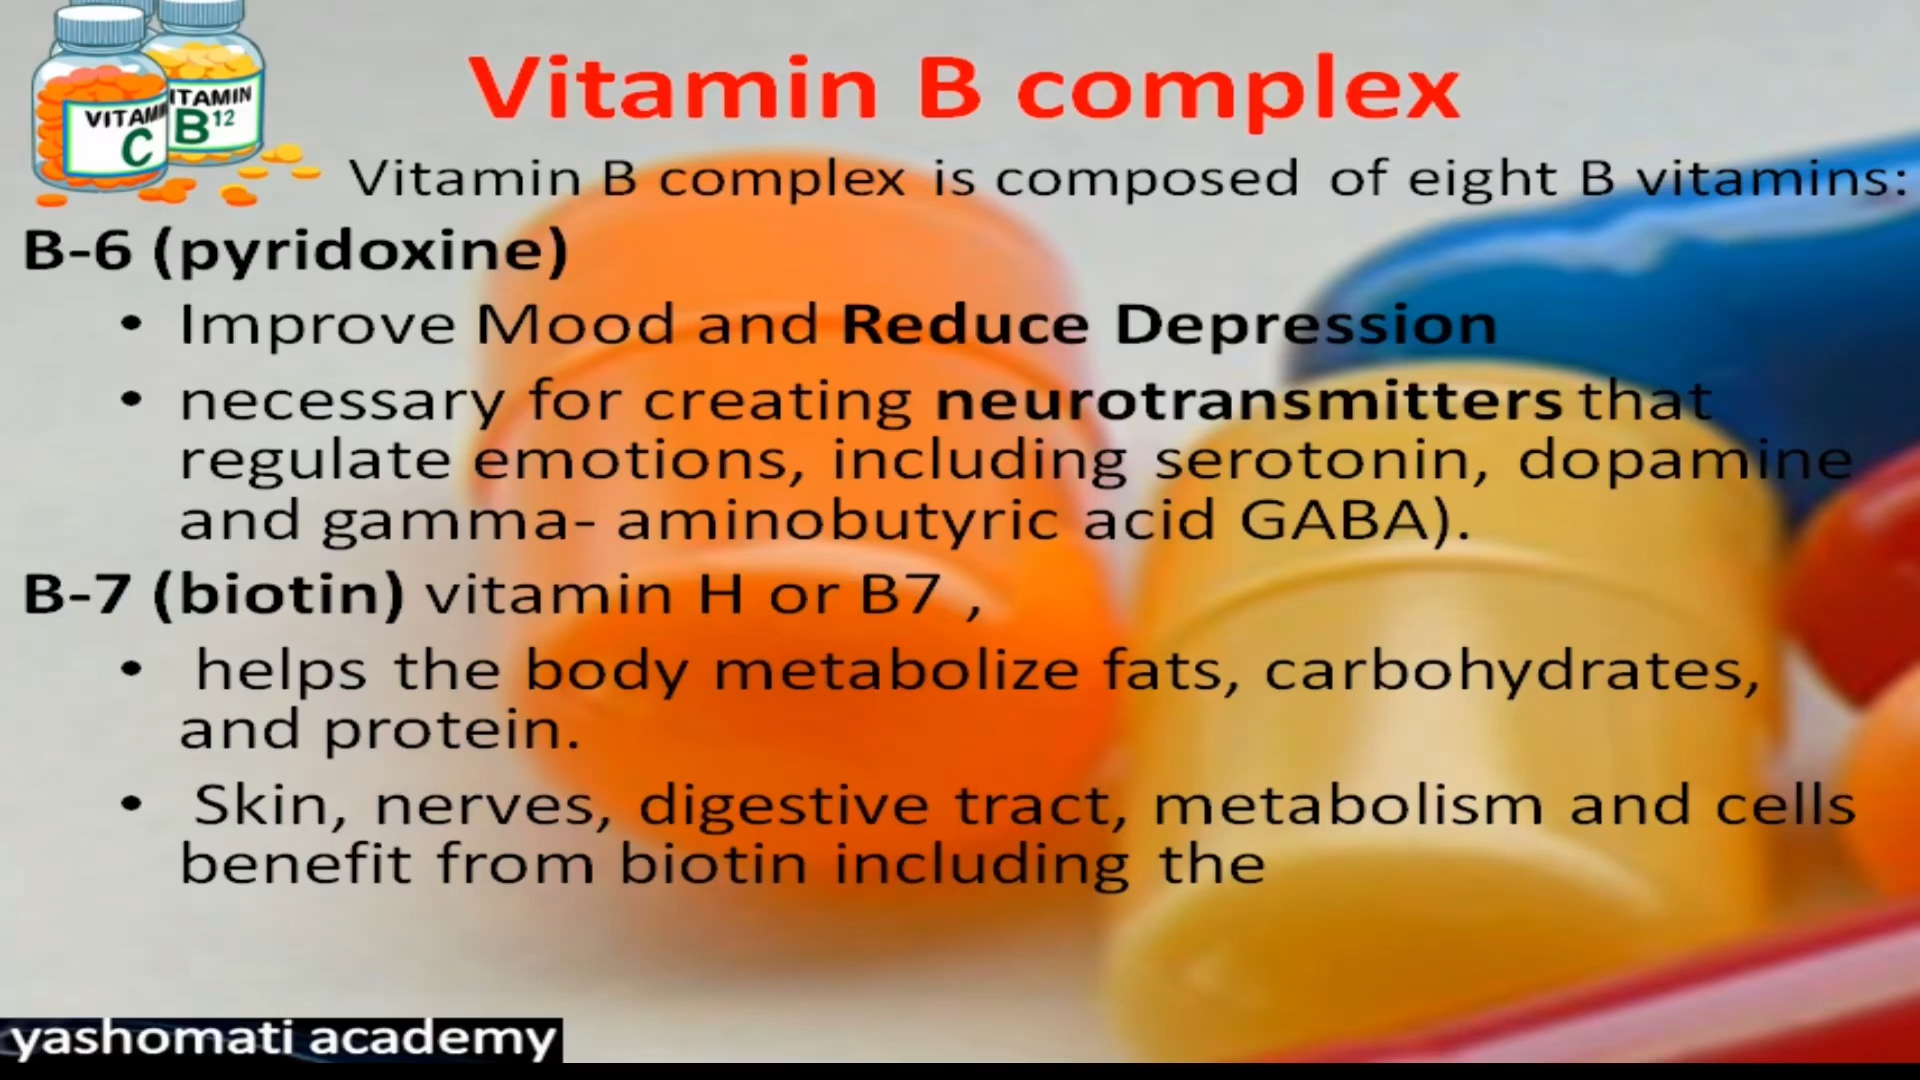 VITAMIN
C
VITAMIN
B12
Vitamin B complex
Vitamin B complex is composed of eight B vitamins:
B-6 (pyridoxine)
• Improve Mood and Reduce Depression
• necessary for creating neurotransmitters that
regulate emotions, including serotonin, dopamine
and gamma- aminobutyric acid GABA).
B-7 (biotin) vitamin H or B7 ,
• helps the body metabolize fats, carbohydrates,
and protein.
• Skin, nerves, digestive tract, metabolism and cells
benefit from biotin including the
yashomati academy